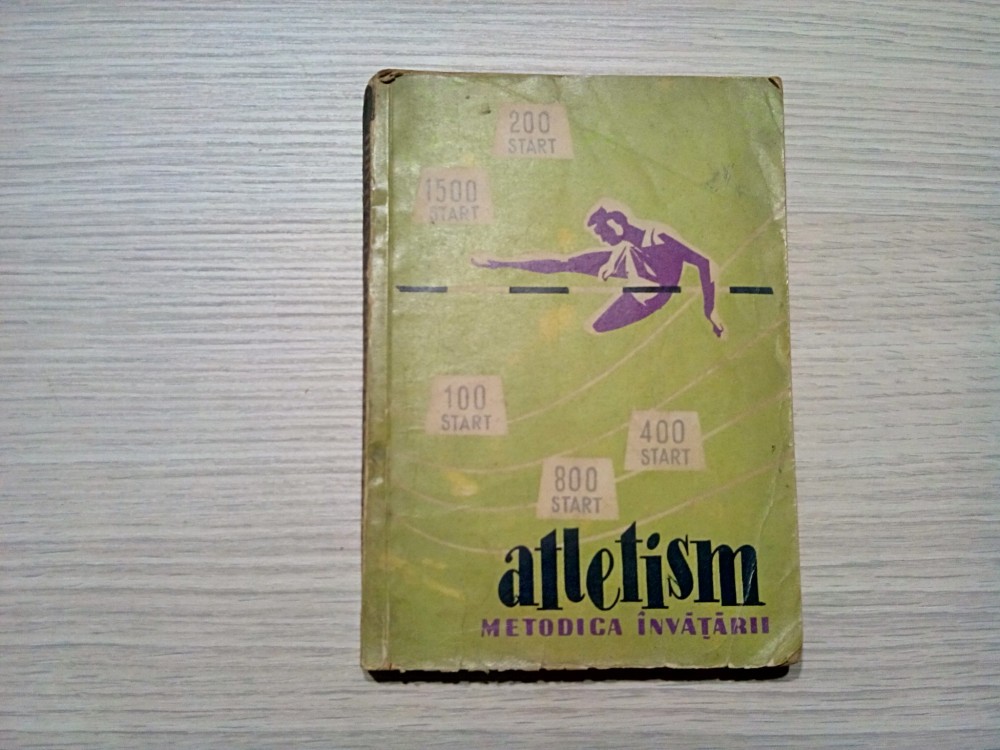 200
START
1500
START
100
START
400
START
800
START
atletism
METODICA ÎNVĂȚĂRII